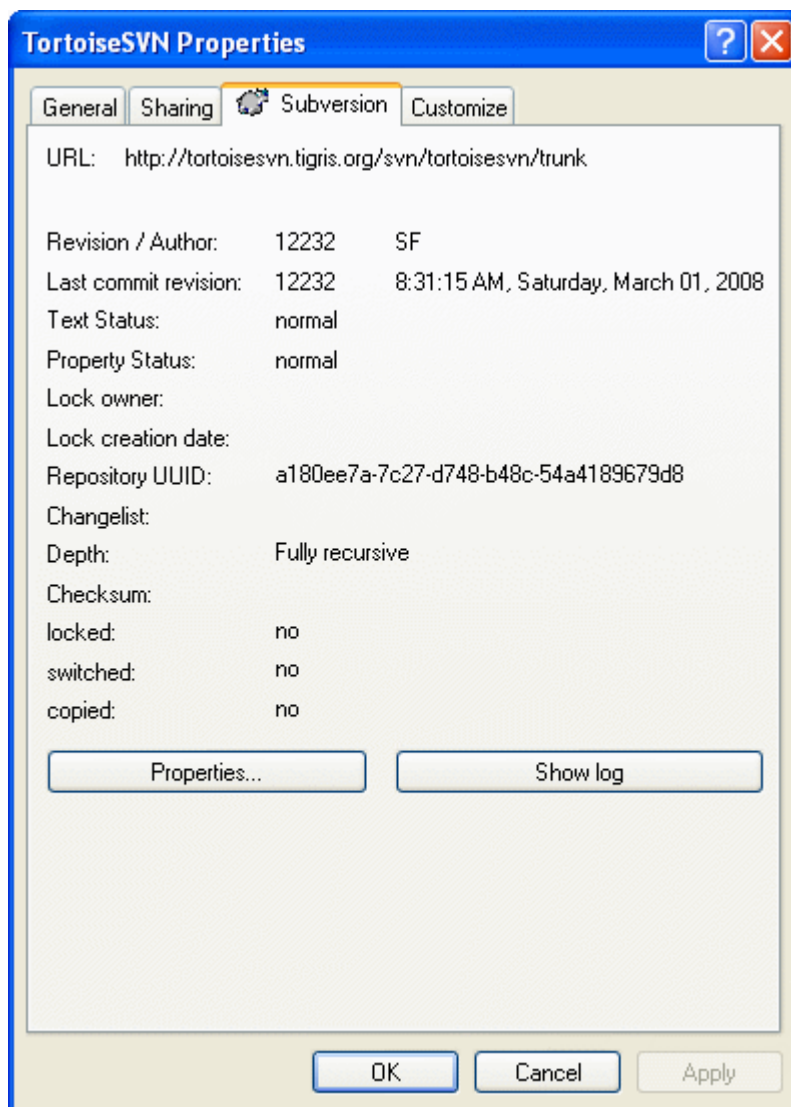 TortoiseSVN Properties
General Sharing Subversion Customize
URL: http://tortoisesvn.tigris.org/svn/tortoisesvn/trunk
Revision / Author: 12232 SF
Last commit revision: 12232 8:31:15 AM, Saturday, March 01, 2008
Text Status: normal
Property Status: normal
Lock owner:
Lock creation date:
Repository UUID: a180ee7a-7c27-d748-b48c-54a4189679d8
Changelist:
Depth: Fully recursive
Checksum:
locked: no
switched: no
copied: no
Properties... Show log
OK Cancel Apply